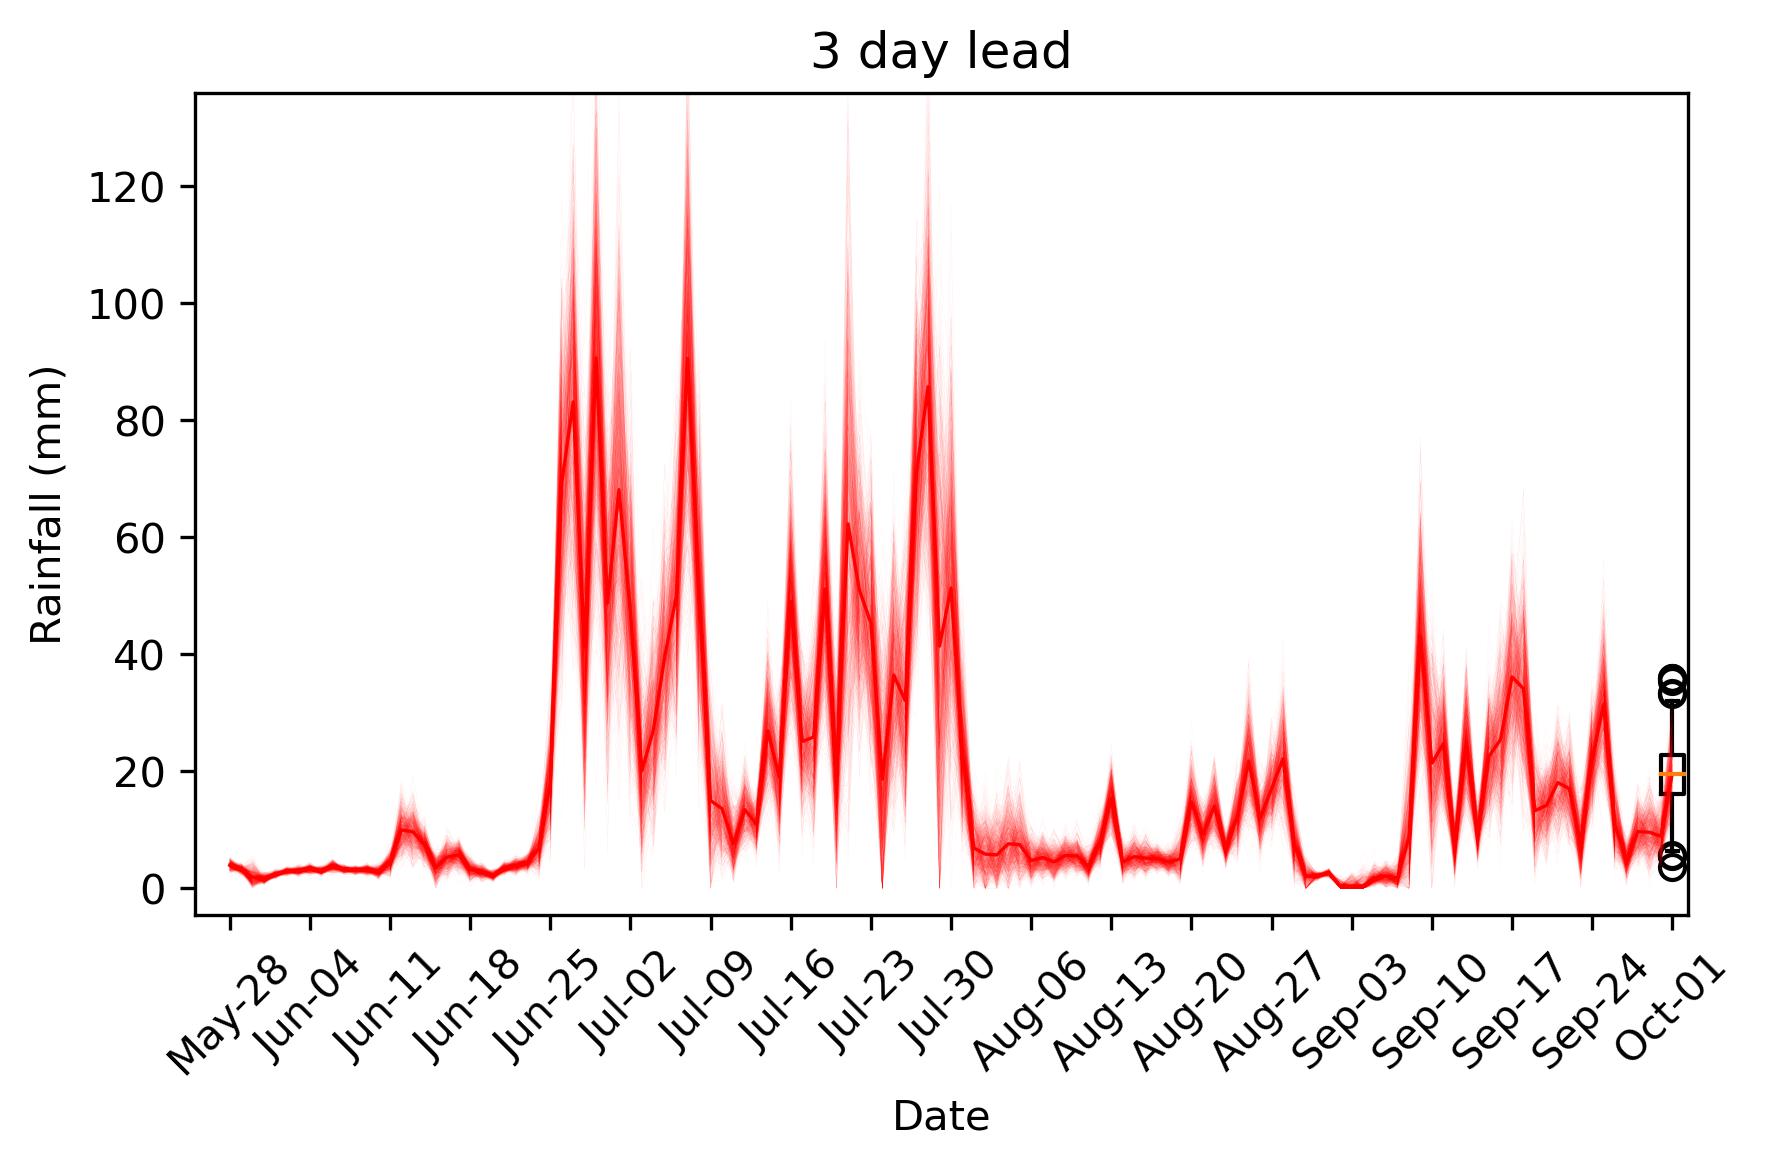 3 day lead
Rainfall (mm)
120
100
80
60
40
20
0
May-28
Jun-04
Jun-11
Jun-18
Jun-25
Jul-02
Jul-09
Jul-16
Jul-23
Jul-30
Aug-06
Aug-13
Aug-20
Aug-27
Sep-03
Sep-10
Sep-17
Sep-24
Oct-01
Date